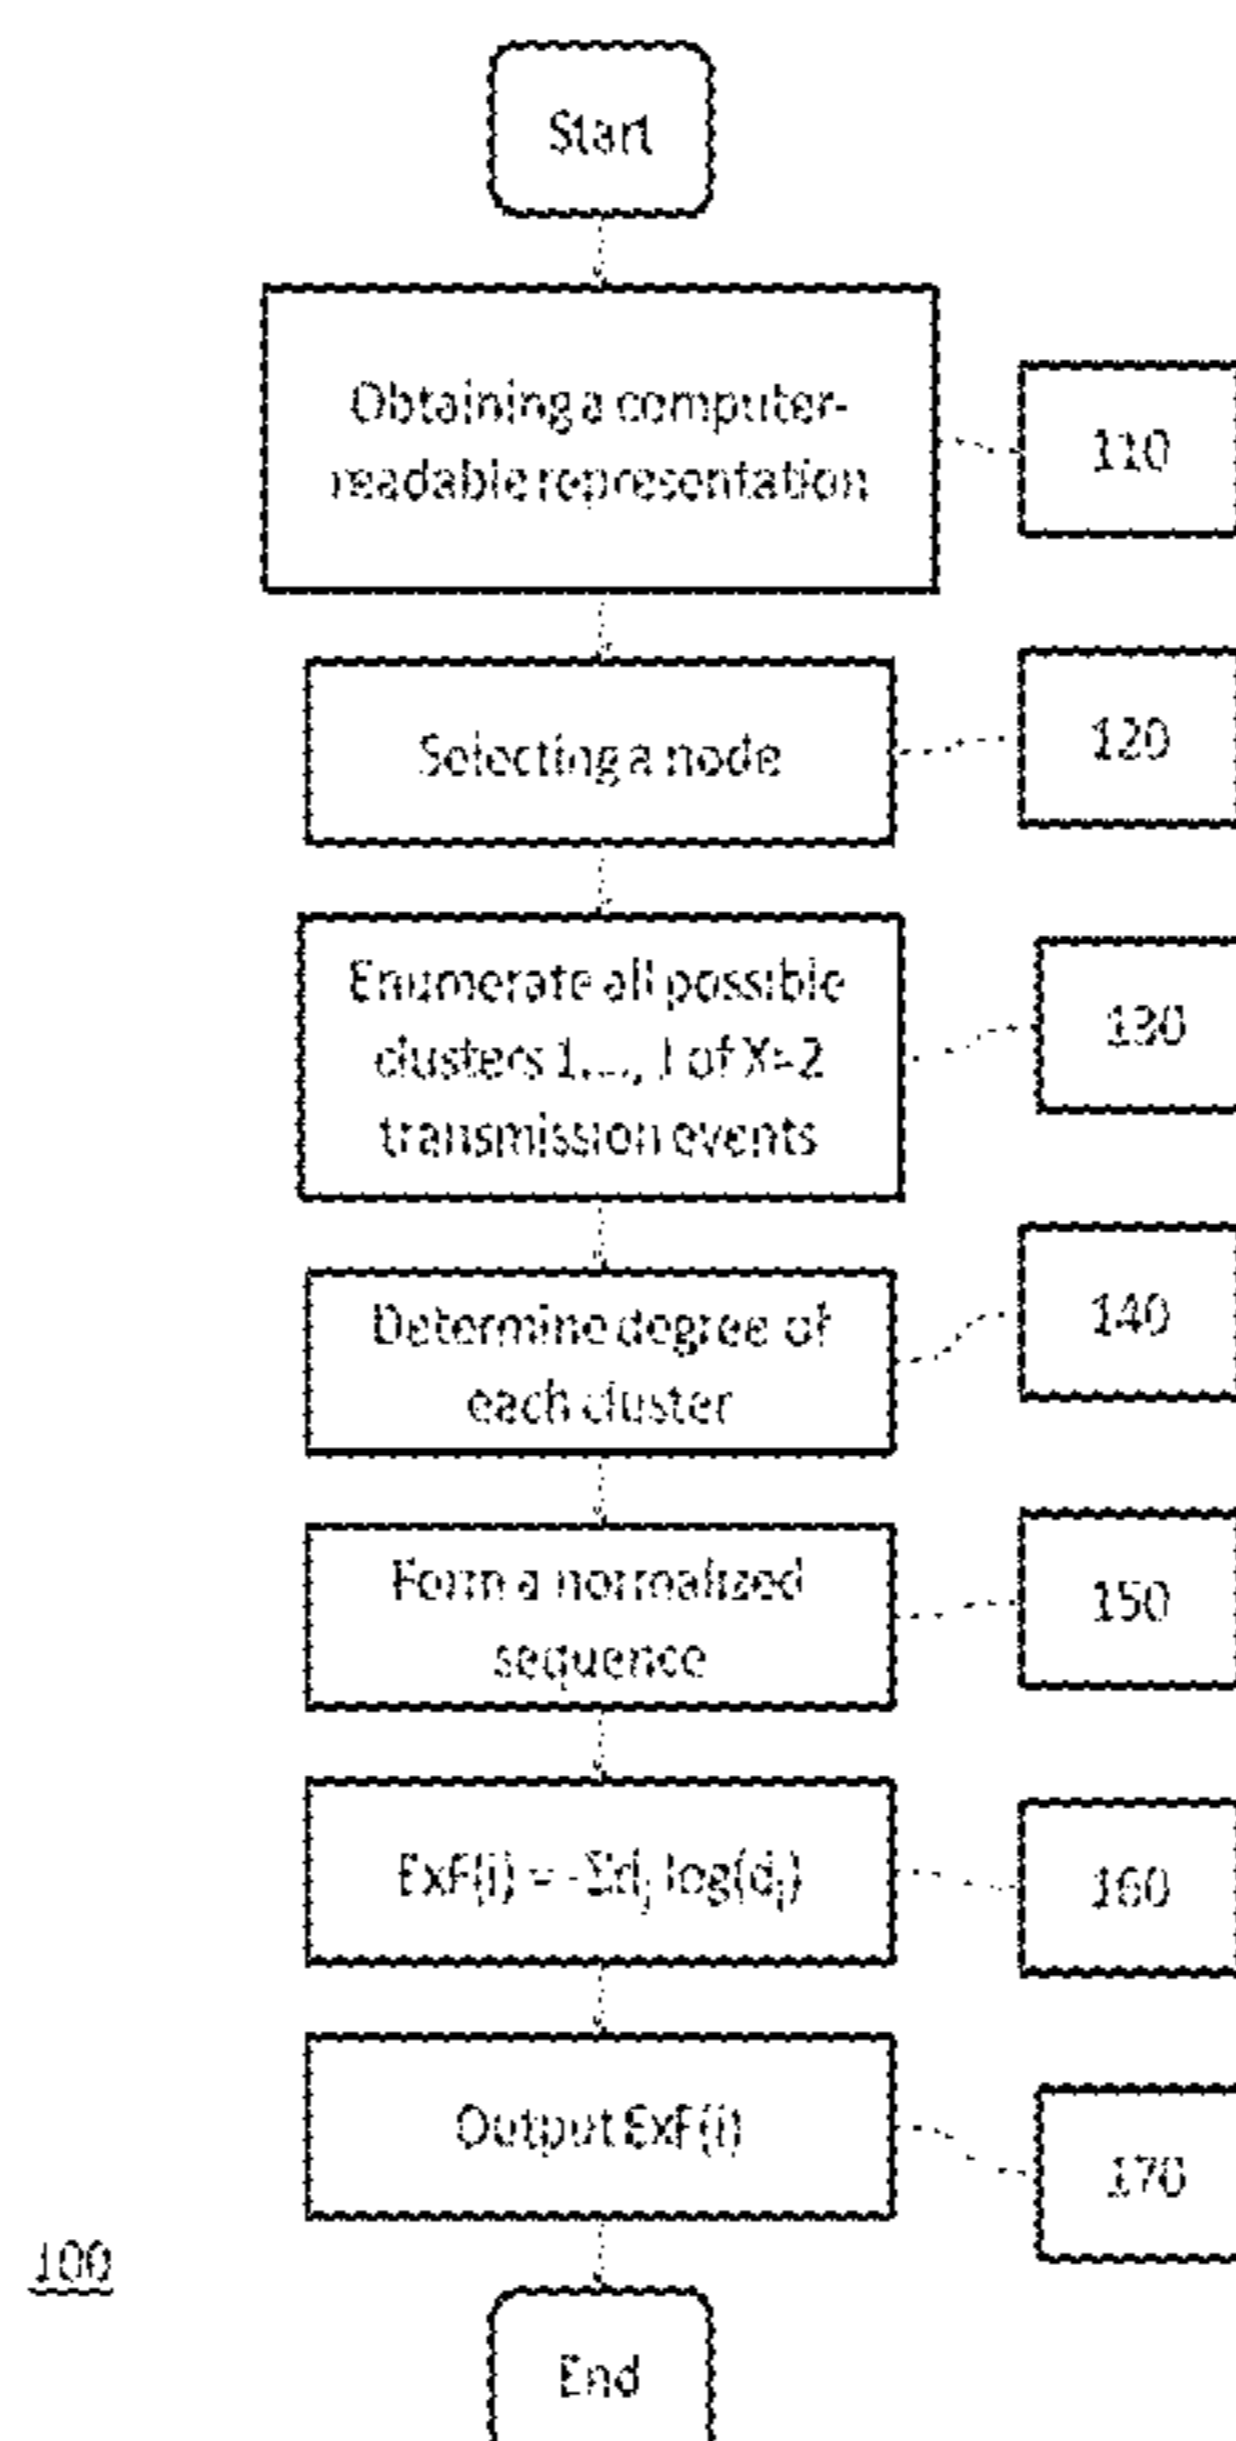 Start
Obtaining a computer-
readable representation
110
Selecting a node
120
Enumerate all possible
clusters 1,..., J of X=2
transmission events
130
Determine degree of
each cluster
140
Form a normalized
sequence
150
ExF(i) = -Σdⱼ log(dⱼ)
160
Output ExF(i)
170
100
End